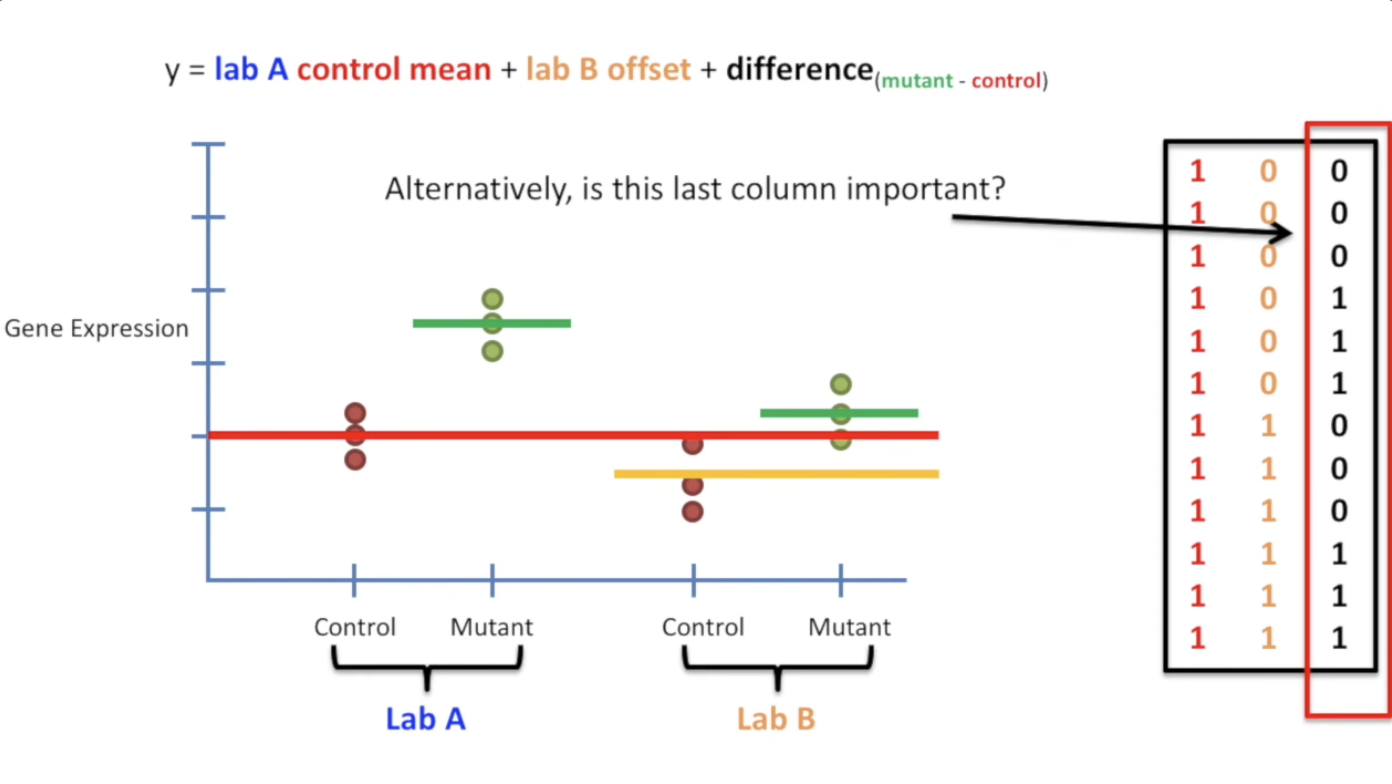 y = lab A control mean + lab B offset + difference(mutant - control)
Alternatively, is this last column important?
Gene Expression
1 0 0
1 0 0
1 0 0
1 0 1
1 0 1
1 0 1
1 1 0
1 1 0
1 1 0
1 1 1
1 1 1
1 1 1
Control Mutant Control Mutant
Lab A Lab B